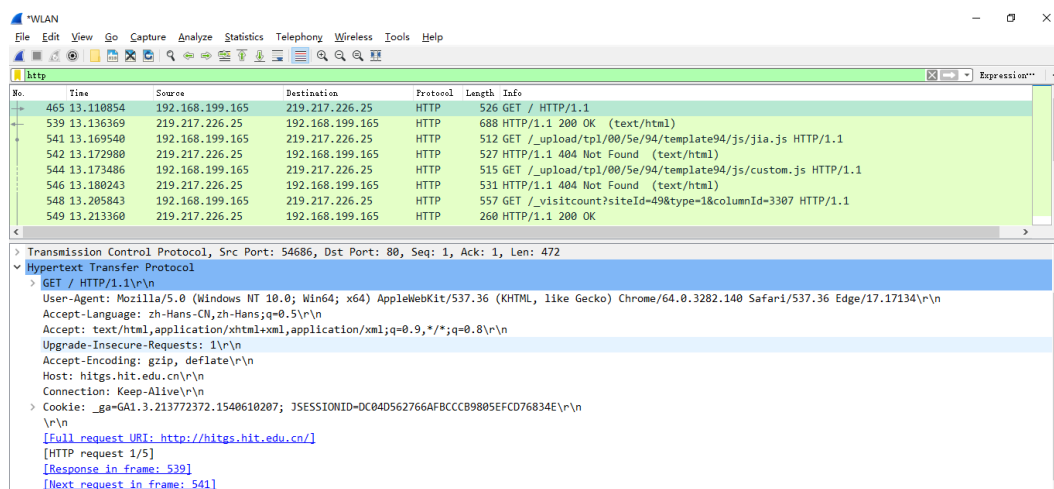 *WLAN
File Edit View Go Capture Analyze Statistics Telephony Wireless Tools Help
http
Expression…
No. Time Source Destination Protocol Length Info
465 13.110854 192.168.199.165 219.217.226.25 HTTP 526 GET / HTTP/1.1
539 13.136369 219.217.226.25 192.168.199.165 HTTP 688 HTTP/1.1 200 OK (text/html)
541 13.169540 192.168.199.165 219.217.226.25 HTTP 512 GET /_upload/tpl/00/5e/94/template94/js/jia.js HTTP/1.1
542 13.172980 219.217.226.25 192.168.199.165 HTTP 527 HTTP/1.1 404 Not Found (text/html)
544 13.173486 192.168.199.165 219.217.226.25 HTTP 515 GET /_upload/tpl/00/5e/94/template94/js/custom.js HTTP/1.1
546 13.180243 219.217.226.25 192.168.199.165 HTTP 531 HTTP/1.1 404 Not Found (text/html)
548 13.205843 192.168.199.165 219.217.226.25 HTTP 557 GET /_visitcount?siteId=49&type=1&columnId=3307 HTTP/1.1
549 13.213360 219.217.226.25 192.168.199.165 HTTP 260 HTTP/1.1 200 OK
Transmission Control Protocol, Src Port: 54686, Dst Port: 80, Seq: 1, Ack: 1, Len: 472
Hypertext Transfer Protocol
GET / HTTP/1.1\r\n
User-Agent: Mozilla/5.0 (Windows NT 10.0; Win64; x64) AppleWebKit/537.36 (KHTML, like Gecko) Chrome/64.0.3282.140 Safari/537.36 Edge/17.17134\r\n
Accept-Language: zh-Hans-CN,zh-Hans;q=0.5\r\n
Accept: text/html,application/xhtml+xml,application/xml;q=0.9,*/*;q=0.8\r\n
Upgrade-Insecure-Requests: 1\r\n
Accept-Encoding: gzip, deflate\r\n
Host: hitgs.hit.edu.cn\r\n
Connection: Keep-Alive\r\n
Cookie: _ga=GA1.3.213772372.1540610207; JSESSIONID=DC04D562766AFBCCCB9805EFCD76834E\r\n
\r\n
[Full request URI: http://hitgs.hit.edu.cn/]
[HTTP request 1/5]
[Response in frame: 539]
[Next request in frame: 541]